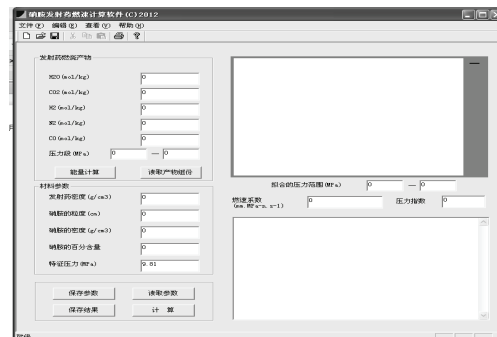 硝胺发射药燃速计算软件(C)2012
文件(F) 编辑(E) 查看(V) 帮助(H)
发射药燃烧产物
H2O(mol/kg) 0
CO2(mol/kg) 0
H2(mol/kg) 0
N2(mol/kg) 0
CO(mol/kg) 0
压力段(MPa) 0 — 0
能量计算 读取产物组份
材料参数
发射药密度(g/cm3) 0
硝胺的粒度(cm) 0
硝胺的密度(g/cm3) 0
硝胺的百分含量 0
特征压力(MPa) 9.81
保存参数 读取参数
保存结果 计 算
拟合的压力范围(MPa) 0 — 0
燃速系数 0 压力指数 0
(mm.MPa-n.s-1)